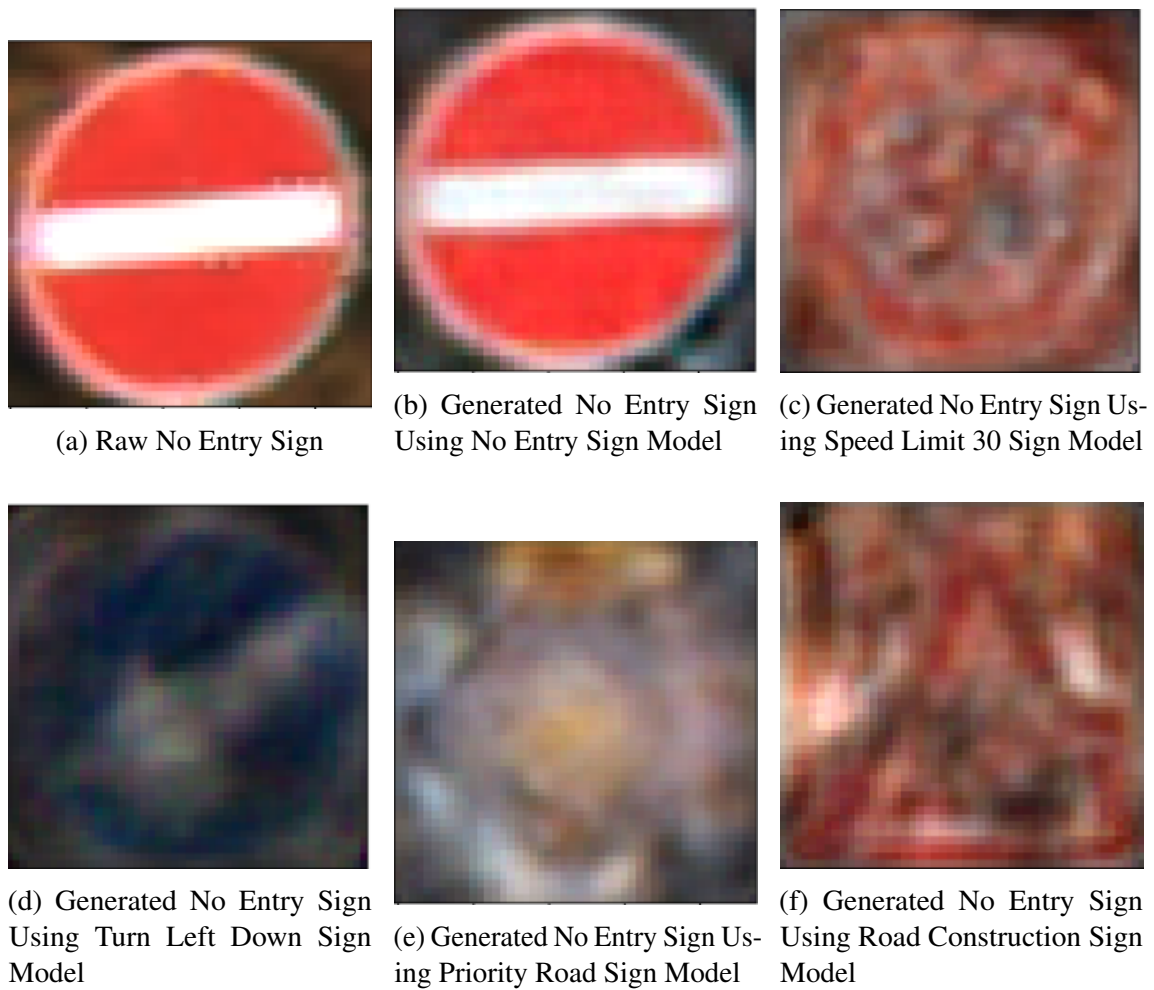 (a) Raw No Entry Sign
(b) Generated No Entry Sign
Using No Entry Sign Model
(c) Generated No Entry Sign Us-
ing Speed Limit 30 Sign Model
(d) Generated No Entry Sign
Using Turn Left Down Sign
Model
(e) Generated No Entry Sign Us-
ing Priority Road Sign Model
(f) Generated No Entry Sign
Using Road Construction Sign
Model